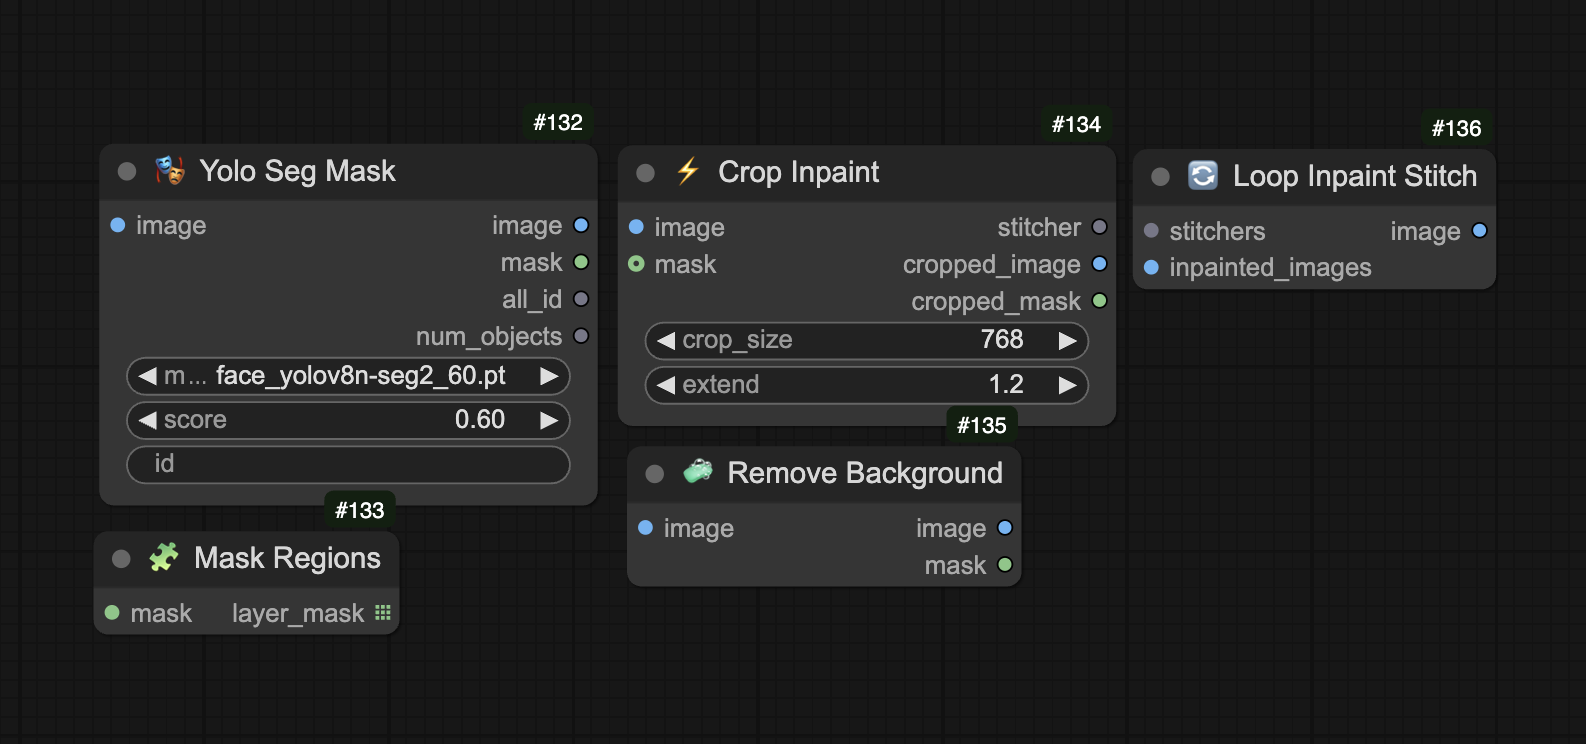 #132
Yolo Seg Mask
image image
mask
all_id
num_objects
m... face_yolov8n-seg2_60.pt
score 0.60
id
#133
Mask Regions
mask layer_mask
#134
Crop Inpaint
image stitcher
mask cropped_image
cropped_mask
crop_size 768
extend 1.2
#135
Remove Background
image image
mask
#136
Loop Inpaint Stitch
stitchers image
inpainted_images